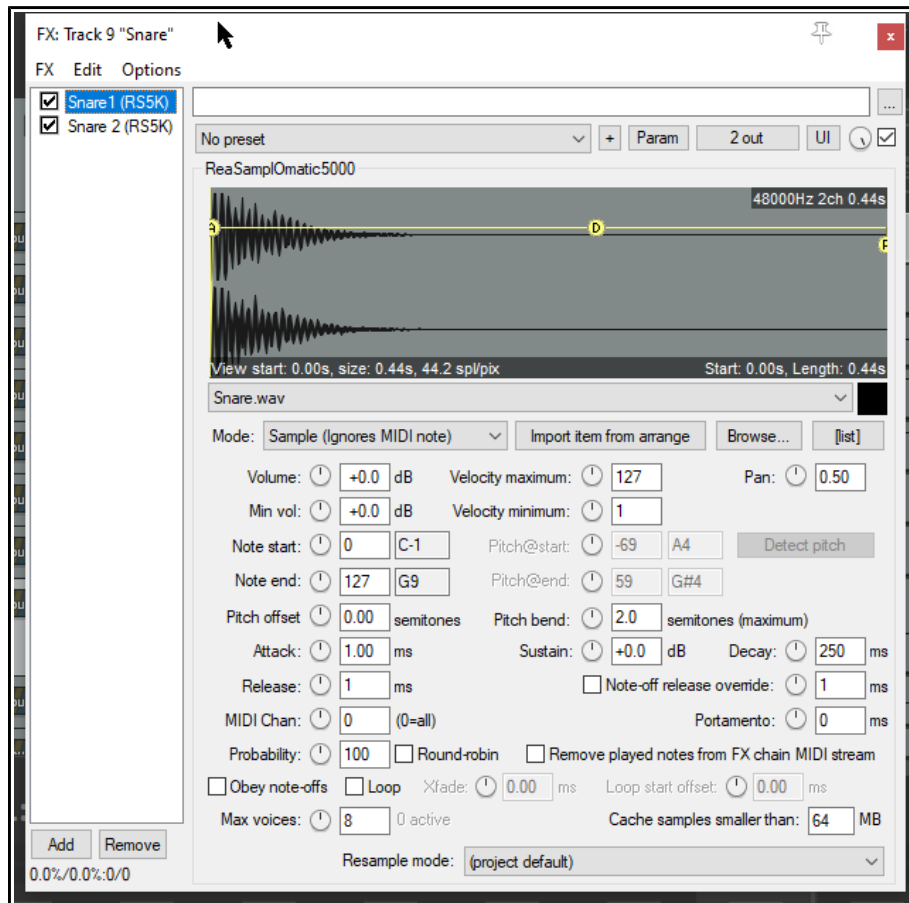 FX: Track 9 "Snare"
x
FX Edit Options
Snare1 (RS5K)
Snare 2 (RS5K)
...
No preset + Param 2 out UI
ReaSamplOmatic5000
48000Hz 2ch 0.44s
A D
View start: 0.00s, size: 0.44s, 44.2 spl/pix Start: 0.00s, Length: 0.44s
Snare.wav
Mode: Sample (Ignores MIDI note) Import item from arrange Browse... [list]
Volume: +0.0 dB Velocity maximum: 127 Pan: 0.50
Min vol: +0.0 dB Velocity minimum: 1
Note start: 0 C-1 Pitch@start: -69 A4 Detect pitch
Note end: 127 G9 Pitch@end: 59 G#4
Pitch offset 0.00 semitones Pitch bend: 2.0 semitones (maximum)
Attack: 1.00 ms Sustain: +0.0 dB Decay: 250 ms
Release: 1 ms Note-off release override: 1 ms
MIDI Chan: 0 (0=all) Portamento: 0 ms
Probability: 100 Round-robin Remove played notes from FX chain MIDI stream
Obey note-offs Loop Xfade: 0.00 ms Loop start offset: 0.00 ms
Max voices: 8 0 active Cache samples smaller than: 64 MB
Add Remove
Resample mode: (project default)
0.0%/0.0%:0/0